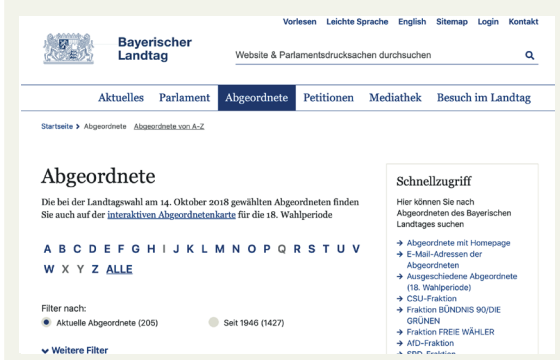 Vorlesen Leichte Sprache English Sitemap Login Kontakt
Bayerischer
Landtag
Website & Parlamentsdrucksachen durchsuchen
Aktuelles Parlament Abgeordnete Petitionen Mediathek Besuch im Landtag
Startseite Abgeordnete Abgeordnete von A-Z
Abgeordnete
Die bei der Landtagswahl am 14. Oktober 2018 gewählten Abgeordneten finden
Sie auch auf der interaktiven Abgeordnetenkarte für die 18. Wahlperiode
A B C D E F G H I J K L M N O P Q R S T U V
W X Y Z ALLE
Filter nach:
Aktuelle Abgeordnete (205) Seit 1946 (1427)
Weitere Filter
Schnellzugriff
Hier können Sie nach
Abgeordneten des Bayerischen
Landtages suchen
Abgeordnete mit Homepage
E-Mail-Adressen der
Abgeordneten
Ausgeschiedene Abgeordnete
(18. Wahlperiode)
CSU-Fraktion
Fraktion BÜNDNIS 90/DIE
GRÜNEN
Fraktion FREIE WÄHLER
AfD-Fraktion
SPD-Fraktion